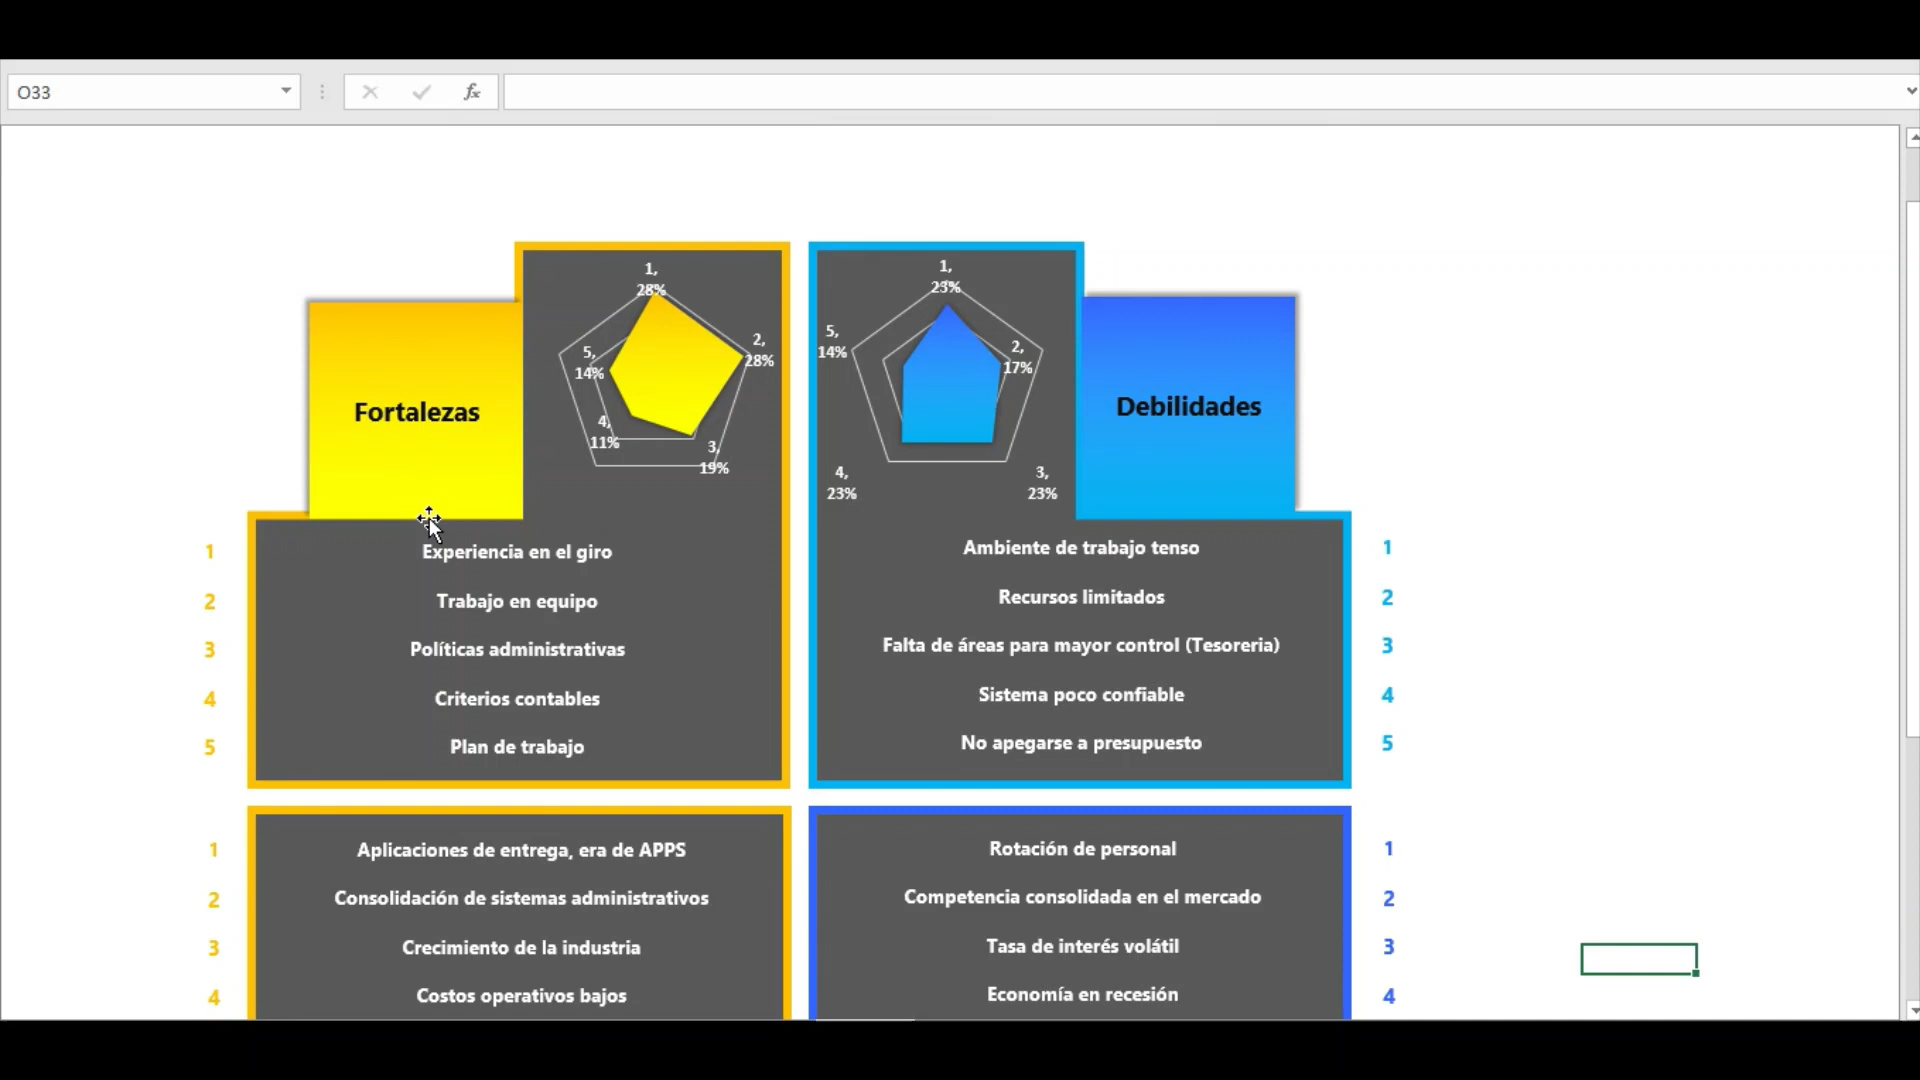 O33
fx
1,
28%
2,
28%
3,
19%
4,
11%
5,
14%
Fortalezas
1,
23%
2,
17%
3,
23%
4,
23%
5,
14%
Debilidades
1 Experiencia en el giro
2 Trabajo en equipo
3 Políticas administrativas
4 Criterios contables
5 Plan de trabajo
Ambiente de trabajo tenso 1
Recursos limitados 2
Falta de áreas para mayor control (Tesoreria) 3
Sistema poco confiable 4
No apegarse a presupuesto 5
1 Aplicaciones de entrega, era de APPS
2 Consolidación de sistemas administrativos
3 Crecimiento de la industria
4 Costos operativos bajos
Rotación de personal 1
Competencia consolidada en el mercado 2
Tasa de interés volátil 3
Economía en recesión 4